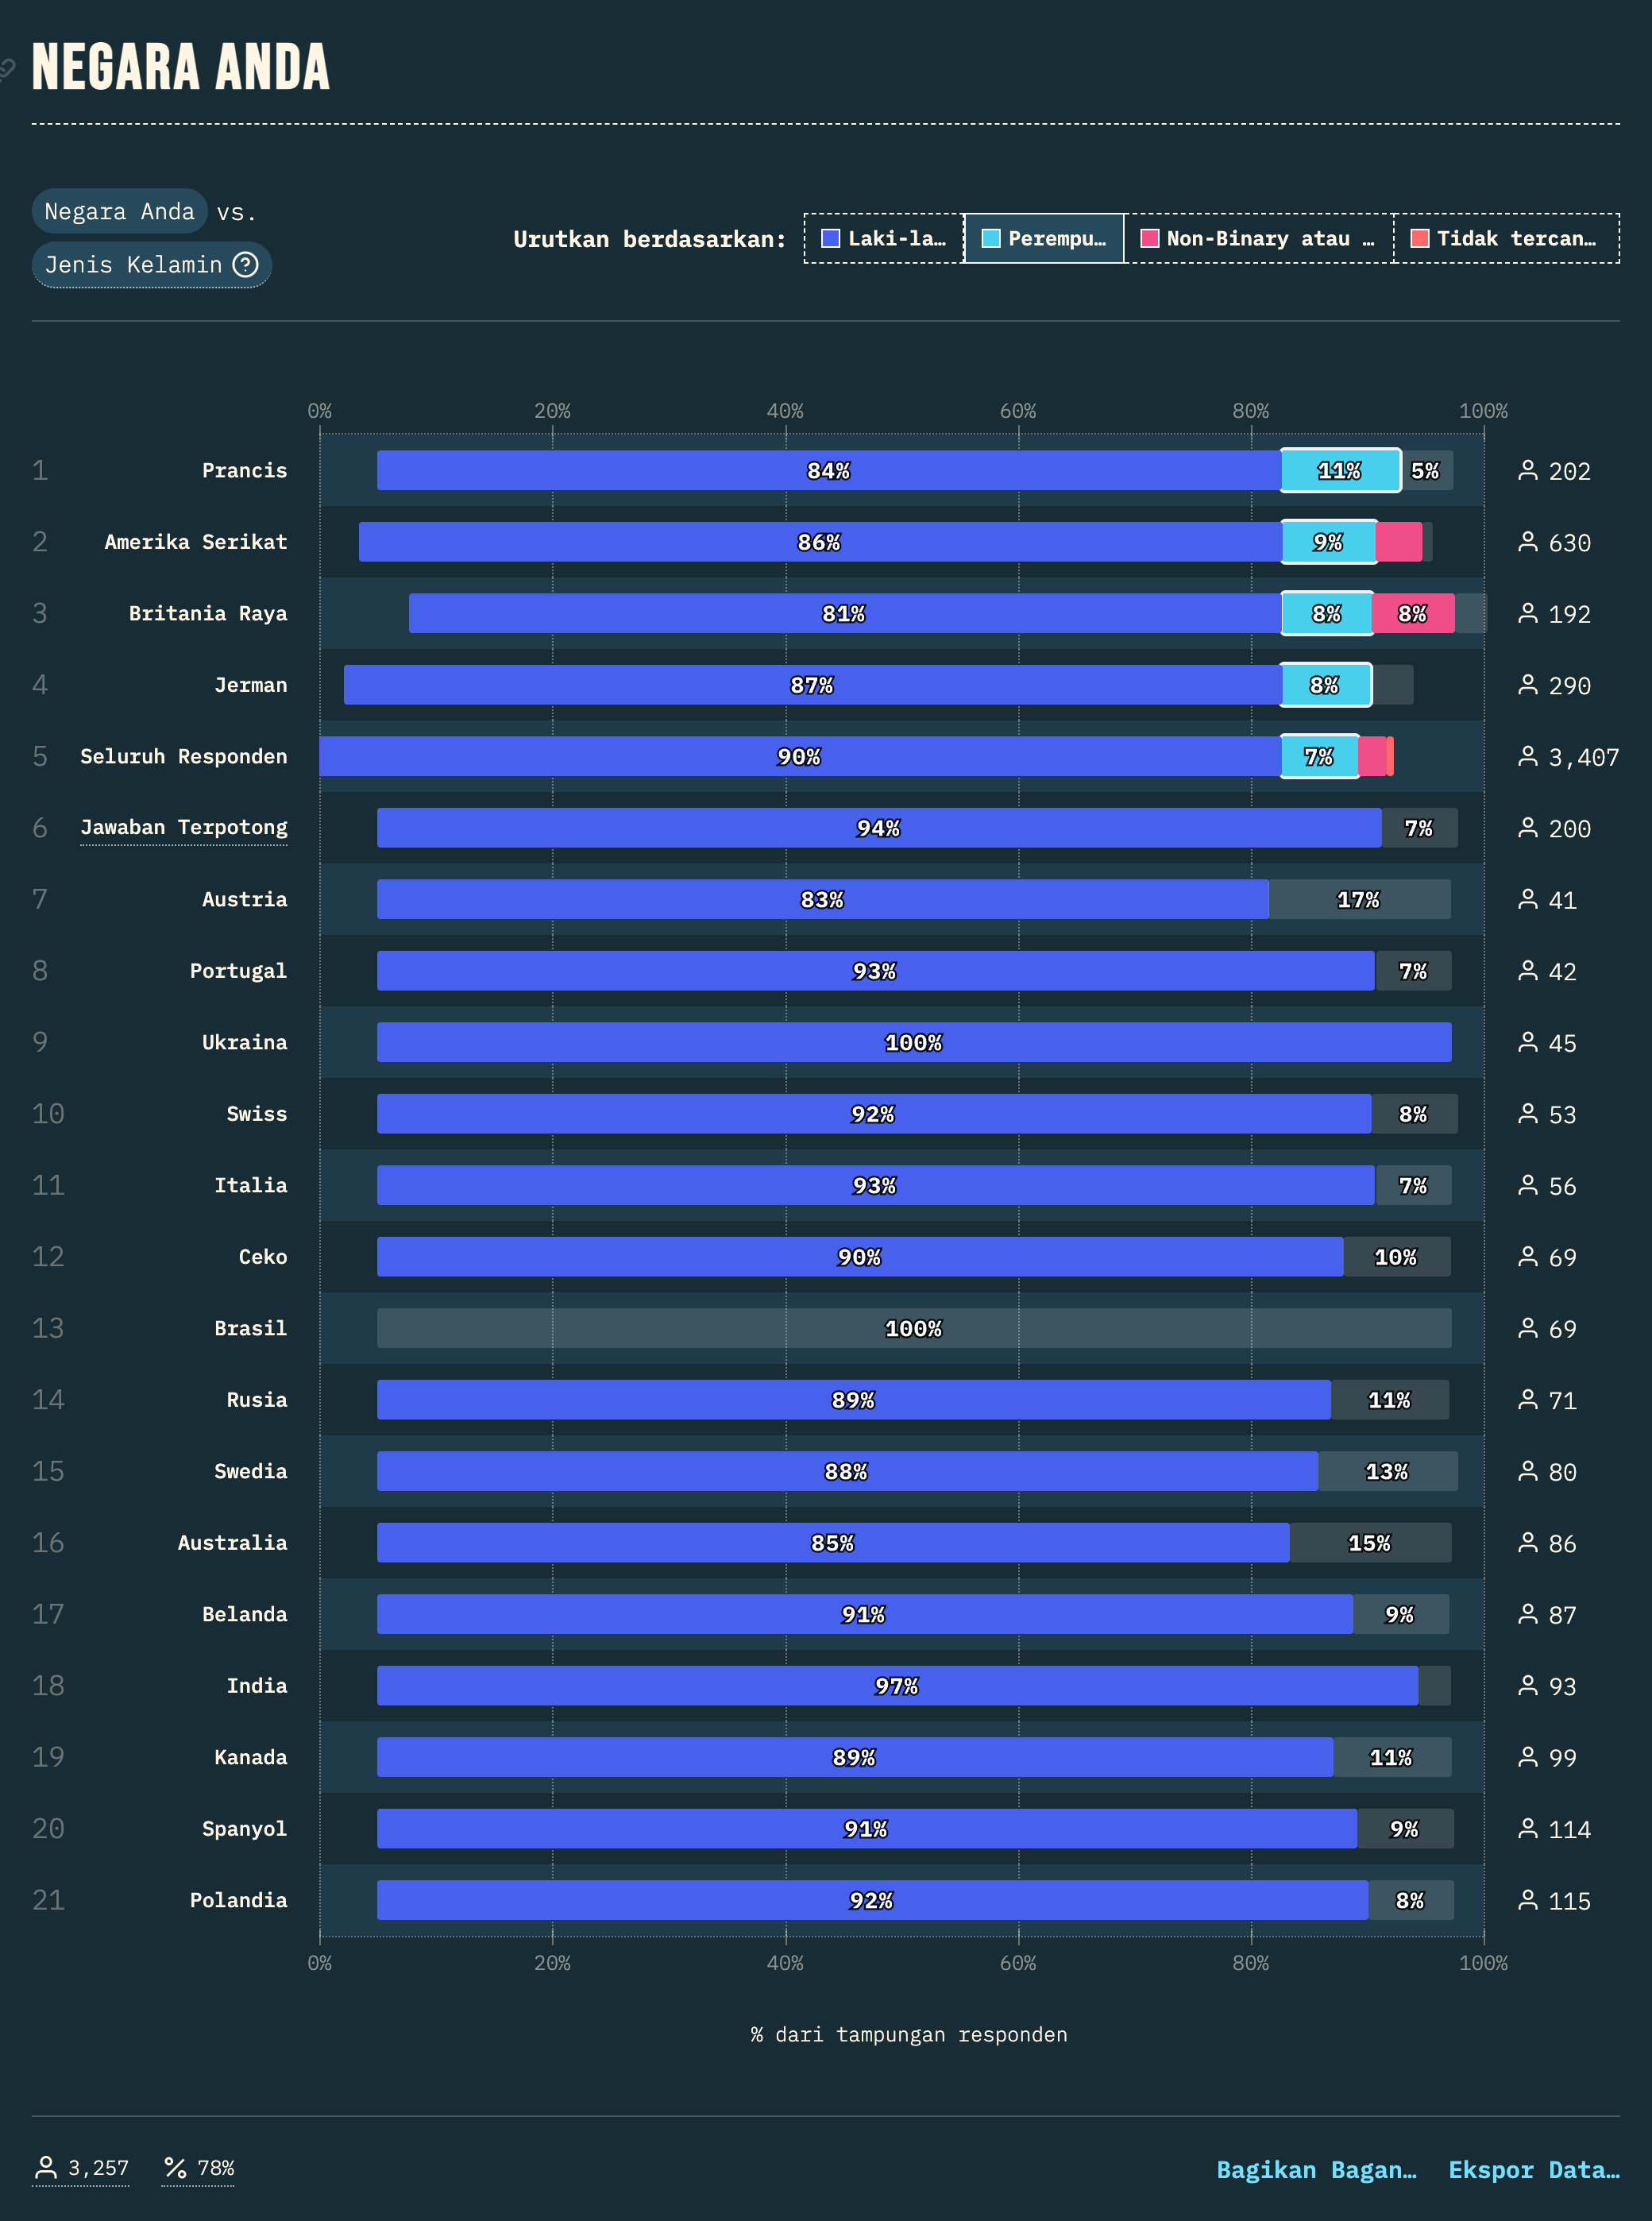 NEGARA ANDA
Negara Anda vs.
Jenis Kelamin ?
Urutkan berdasarkan: Laki-la… Perempu… Non-Binary atau … Tidak tercan…
0% 20% 40% 60% 80% 100%
1 Prancis 84% 11% 5% 202
2 Amerika Serikat 86% 9% 630
3 Britania Raya 81% 8% 8% 192
4 Jerman 87% 8% 290
5 Seluruh Responden 90% 7% 3,407
6 Jawaban Terpotong 94% 7% 200
7 Austria 83% 17% 41
8 Portugal 93% 7% 42
9 Ukraina 100% 45
10 Swiss 92% 8% 53
11 Italia 93% 7% 56
12 Ceko 90% 10% 69
13 Brasil 100% 69
14 Rusia 89% 11% 71
15 Swedia 88% 13% 80
16 Australia 85% 15% 86
17 Belanda 91% 9% 87
18 India 97% 93
19 Kanada 89% 11% 99
20 Spanyol 91% 9% 114
21 Polandia 92% 8% 115
0% 20% 40% 60% 80% 100%
% dari tampungan responden
3,257 % 78% Bagikan Bagan… Ekspor Data…